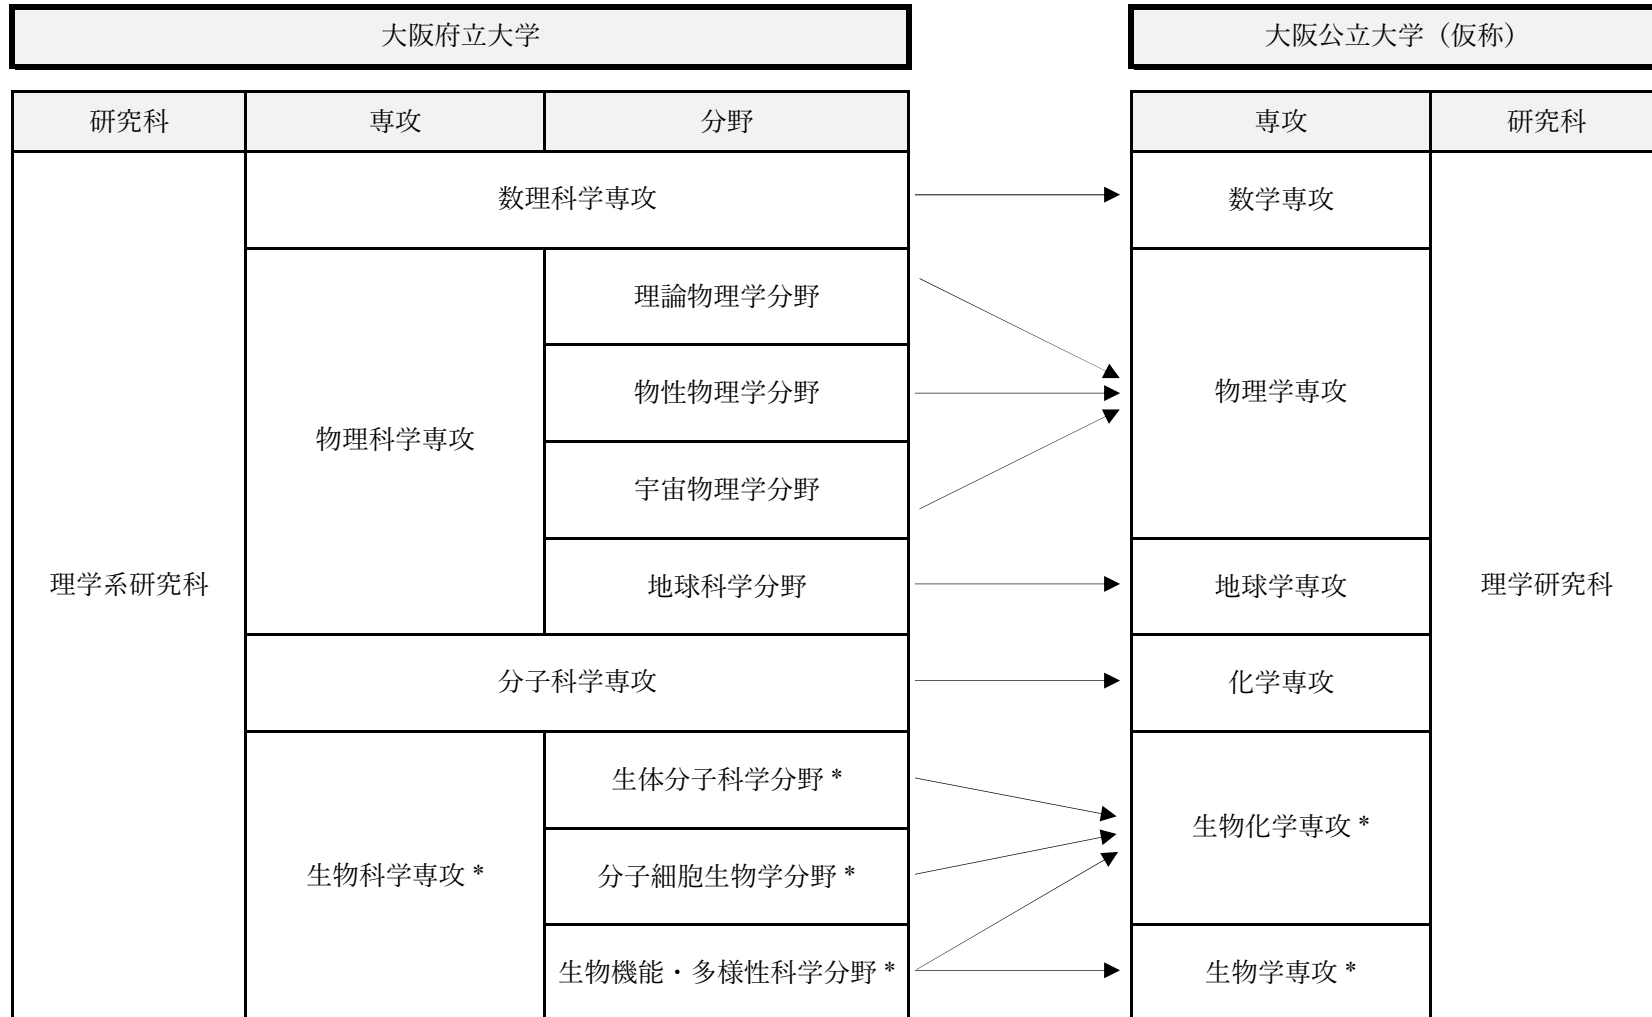 大阪府立大学
大阪公立大学（仮称）
研究科 専攻 分野
専攻 研究科
数理科学専攻
数学専攻
理論物理学分野
物性物理学分野
物理学専攻
物理科学専攻
宇宙物理学分野
理学系研究科
地球科学分野
地球学専攻
理学研究科
分子科学専攻
化学専攻
生体分子科学分野 *
生物化学専攻 *
生物科学専攻 *
分子細胞生物学分野 *
生物機能・多様性科学分野 *
生物学専攻 *